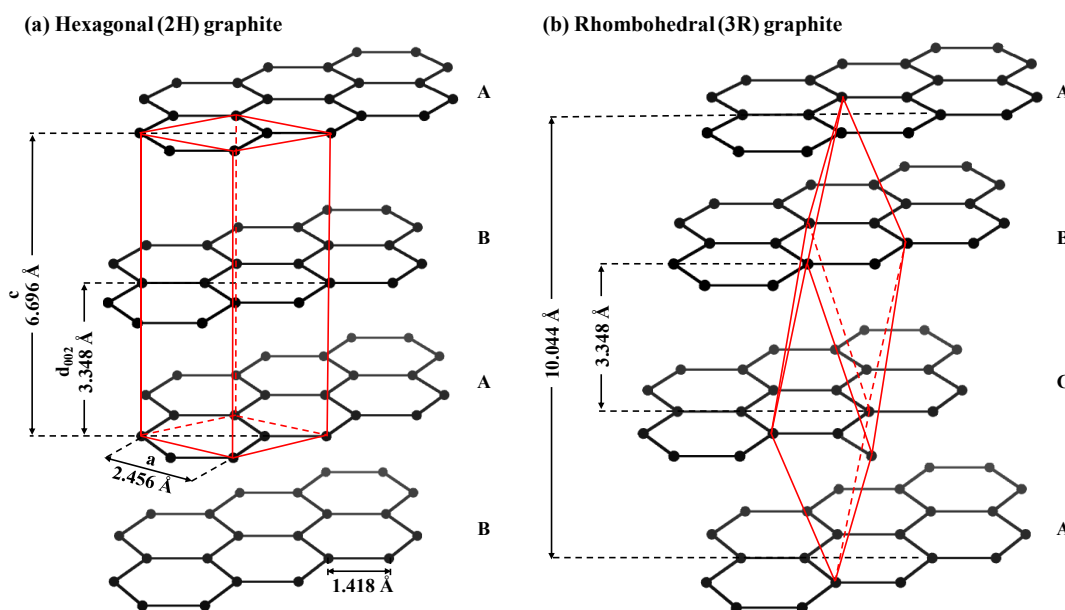 (a) Hexagonal (2H) graphite
A
B
A
B
c
6.696 Å
d002
3.348 Å
a
2.456 Å
1.418 Å
(b) Rhombohedral (3R) graphite
A
B
C
A
10.044 Å
3.348 Å